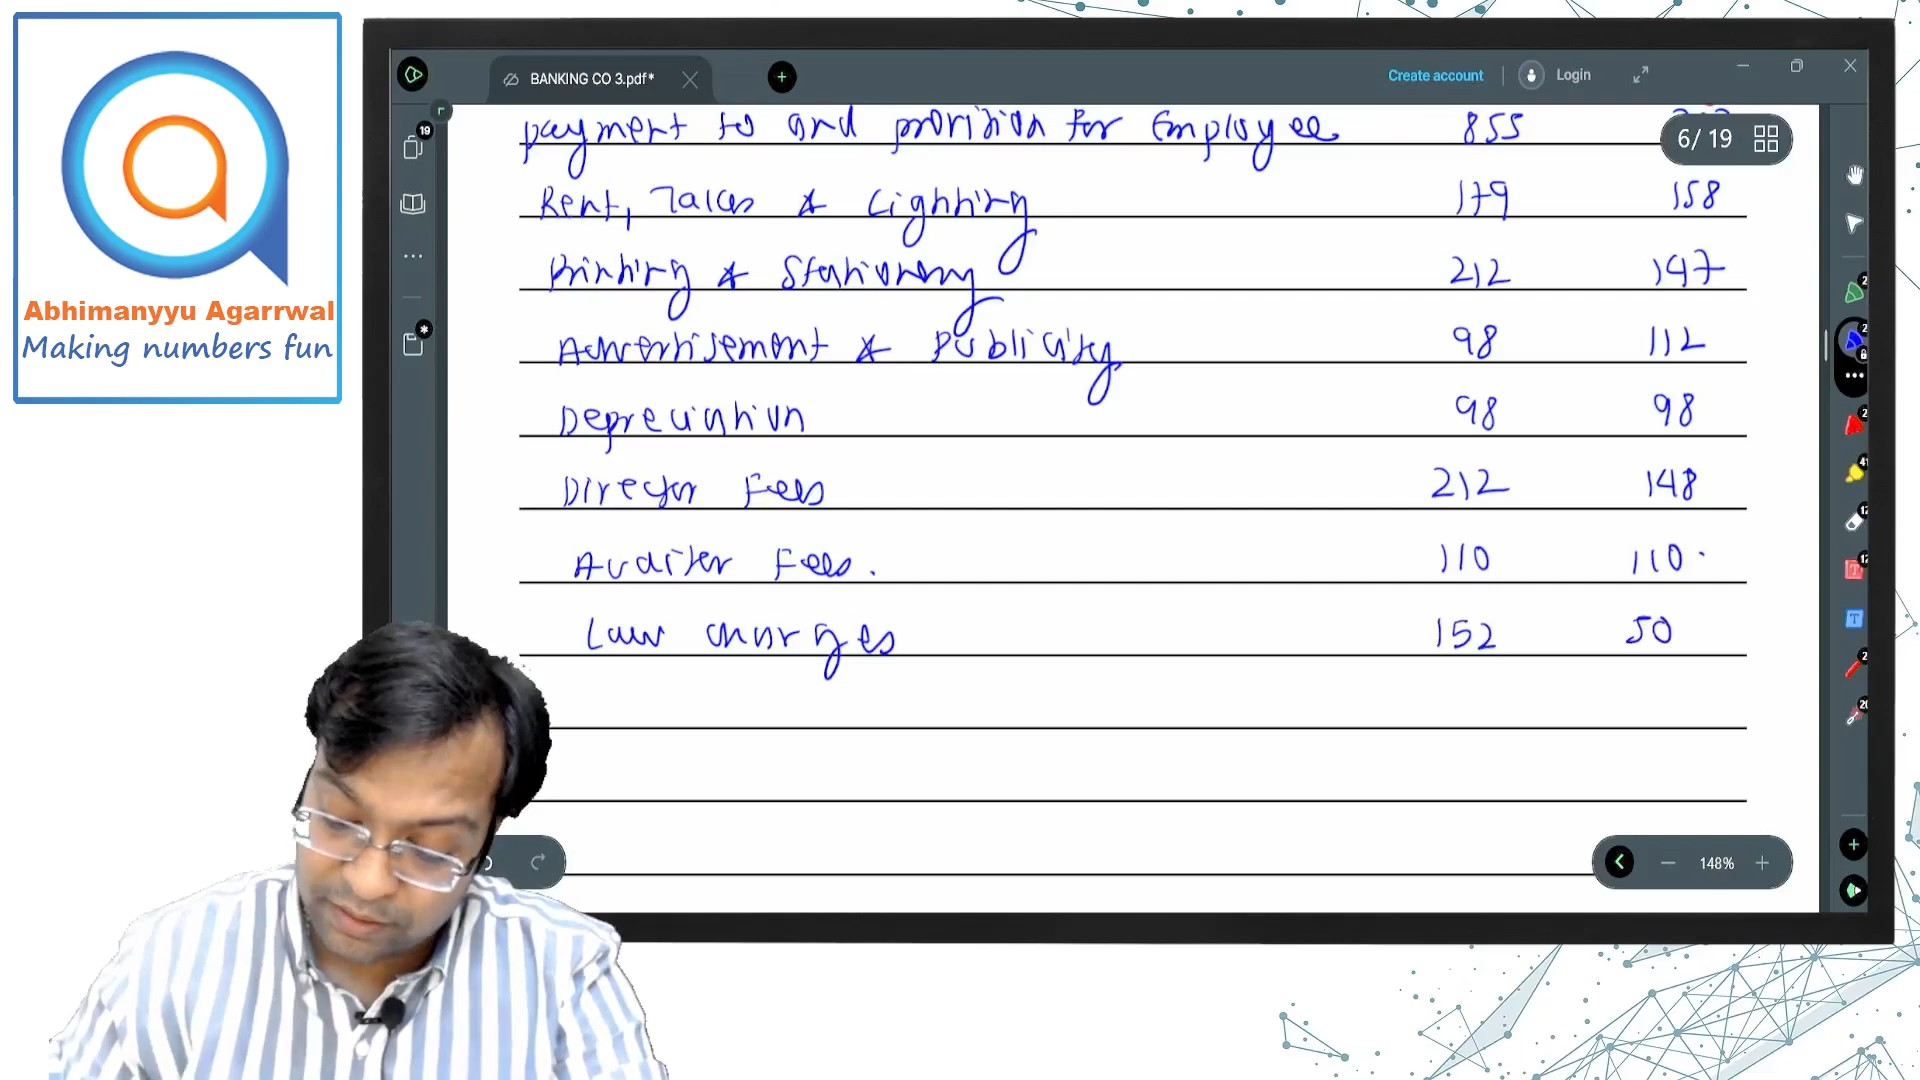 BANKING CO 3.pdf*
Create account
Login
19
payment to and provision for Employee 855
6/ 19
Rent, Taxes & Lighting 179 158
Printing & Stationery 212 147
Advertisement & Publicity 98 112
Depreciation 98 98
Director Fees 212 148
Auditor Fees. 110 110
Law charges 152 50
148%
Abhimanyyu Agarrwal
Making numbers fun